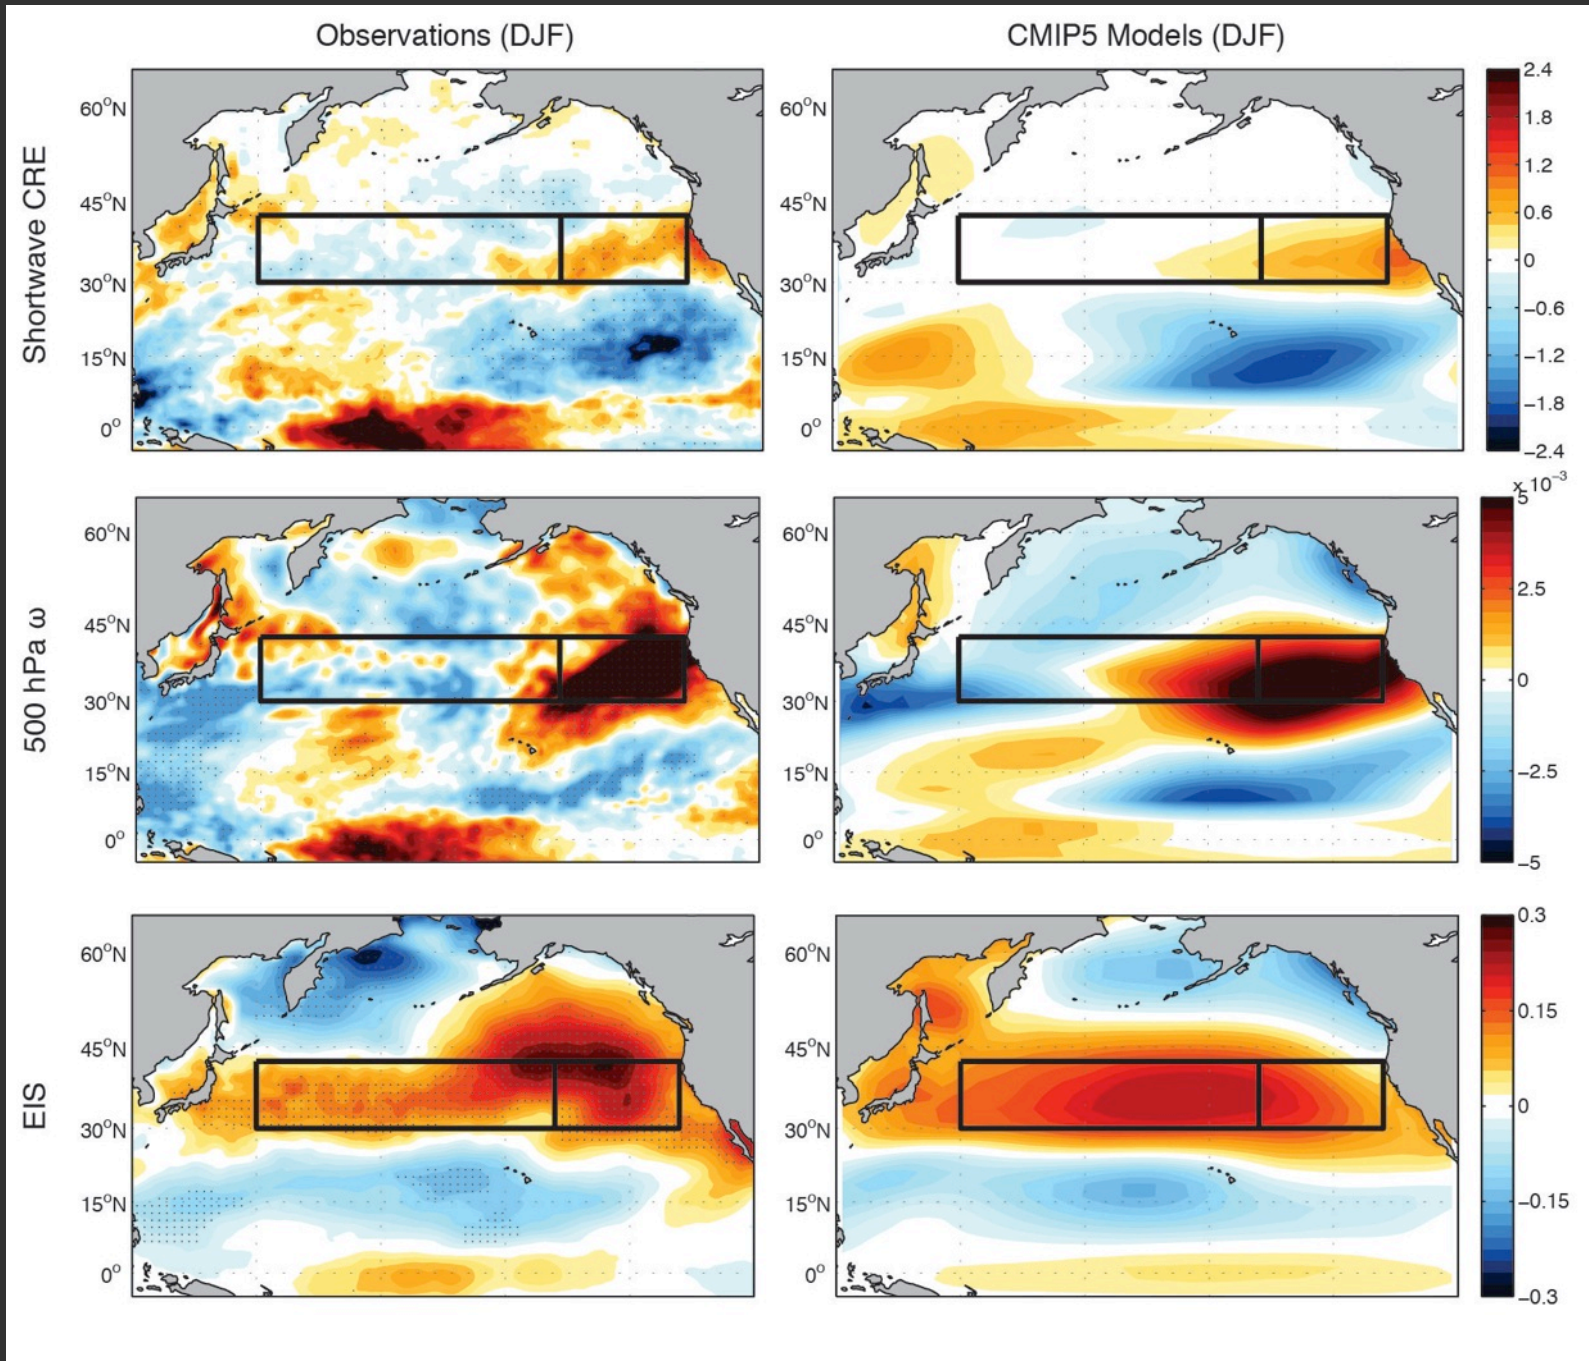 Observations (DJF)
CMIP5 Models (DJF)
Shortwave CRE
60°N
45°N
30°N
15°N
0°
60°N
45°N
30°N
15°N
0°
2.4
1.8
1.2
0.6
0
−0.6
−1.2
−1.8
−2.4
500 hPa ω
60°N
45°N
30°N
15°N
0°
60°N
45°N
30°N
15°N
0°
x 10⁻³
5
2.5
0
−2.5
−5
EIS
60°N
45°N
30°N
15°N
0°
60°N
45°N
30°N
15°N
0°
0.3
0.15
0
−0.15
−0.3